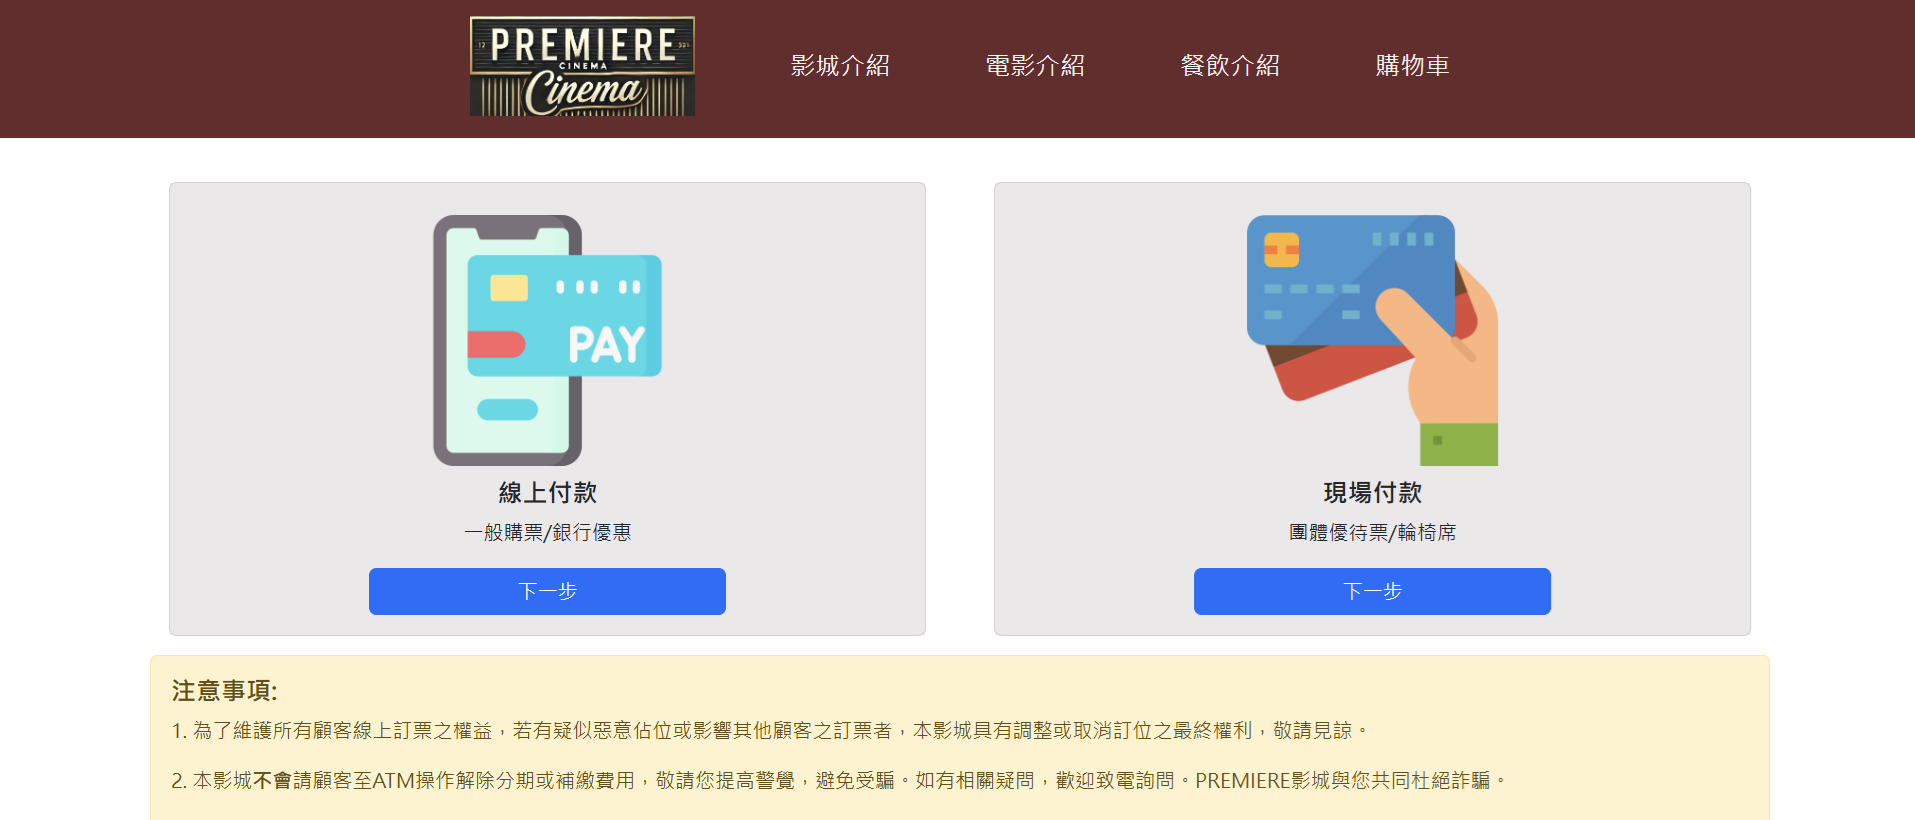 PREMIERE
CINEMA
Cinema
影城介紹
電影介紹
餐飲介紹
購物車
PAY
線上付款
一般購票/銀行優惠
下一步
現場付款
團體優待票/輪椅席
下一步
注意事項:
1. 為了維護所有顧客線上訂票之權益，若有疑似惡意佔位或影響其他顧客之訂票者，本影城具有調整或取消訂位之最終權利，敬請見諒。
2. 本影城不會請顧客至ATM操作解除分期或補繳費用，敬請您提高警覺，避免受騙。如有相關疑問，歡迎致電詢問。PREMIERE影城與您共同杜絕詐騙。